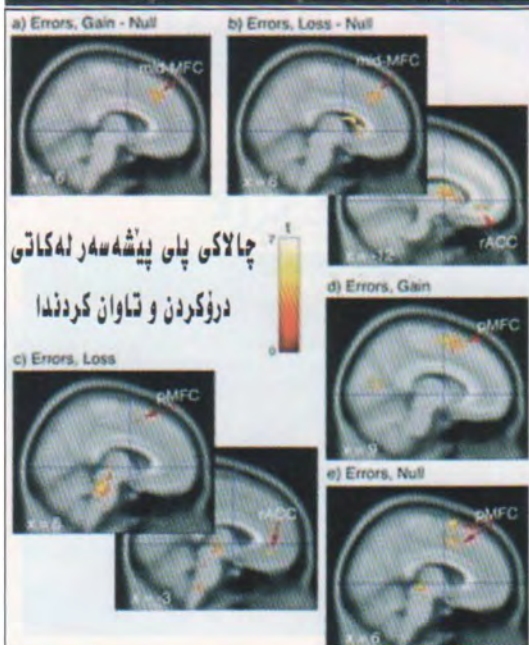 a) Errors, Gain - Null
mid-MFC
x = 6
b) Errors, Loss - Null
mid-MFC
x = 6
rACC
x = -12
چالاکی پلی پێشەسەر لەکاتی
درۆکردن و تاوان کردندا
t
7
0
c) Errors, Loss
pMFC
x = 6
rACC
x = -3
d) Errors, Gain
pMFC
x = 9
e) Errors, Null
pMFC
x = 6